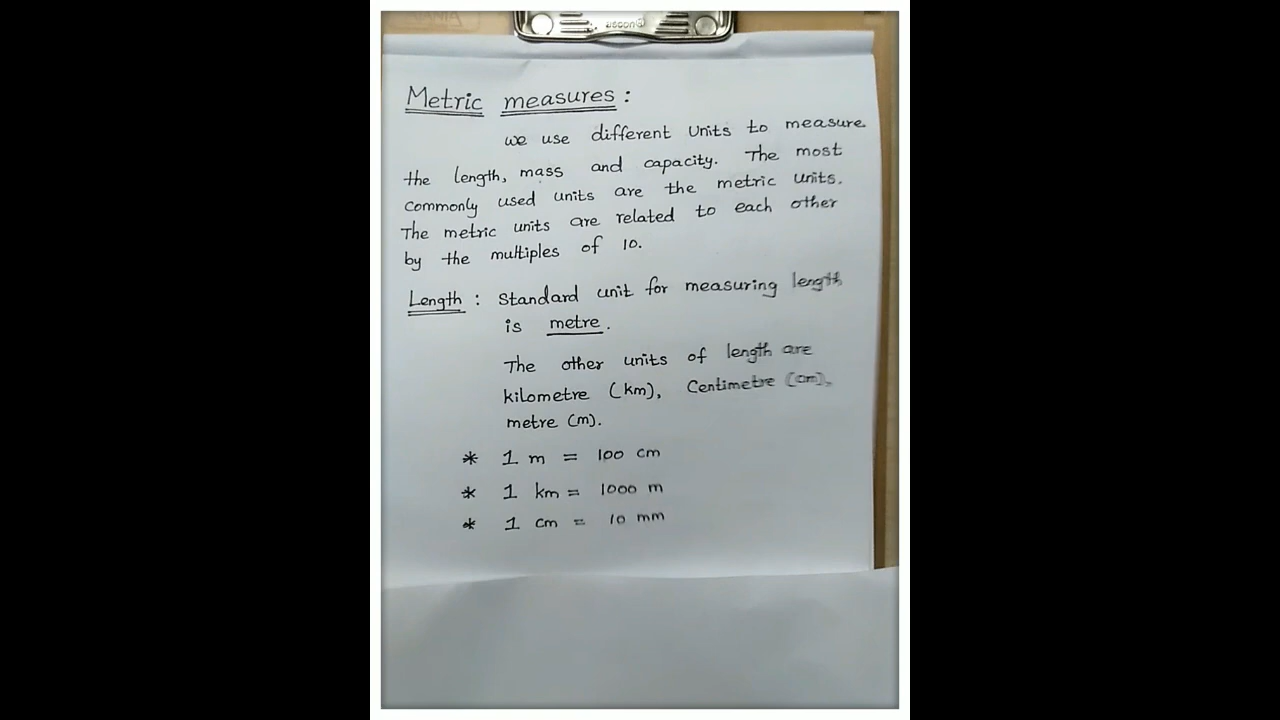 ascon
Metric measures :
we use different Units to measure
the length, mass and capacity. The most
commonly used units are the metric units.
The metric units are related to each other
by the multiples of 10.
Length : Standard unit for measuring length
is metre.
The other units of length are
kilometre (km), Centimetre (cm),
metre (m).
* 1 m = 100 cm
* 1 km = 1000 m
* 1 cm = 10 mm